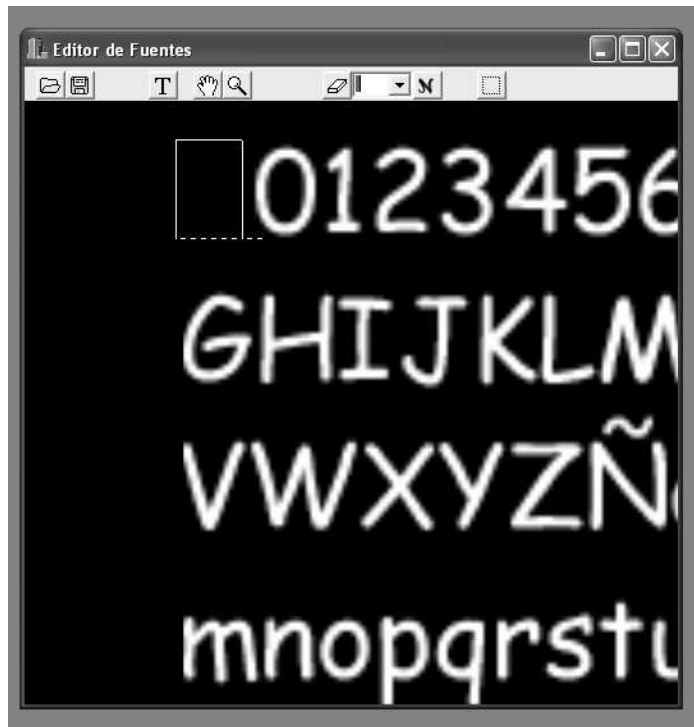 Editor de Fuentes
T N
0123456
GHIJKLM
VWXYZÑ
mnopqrstu